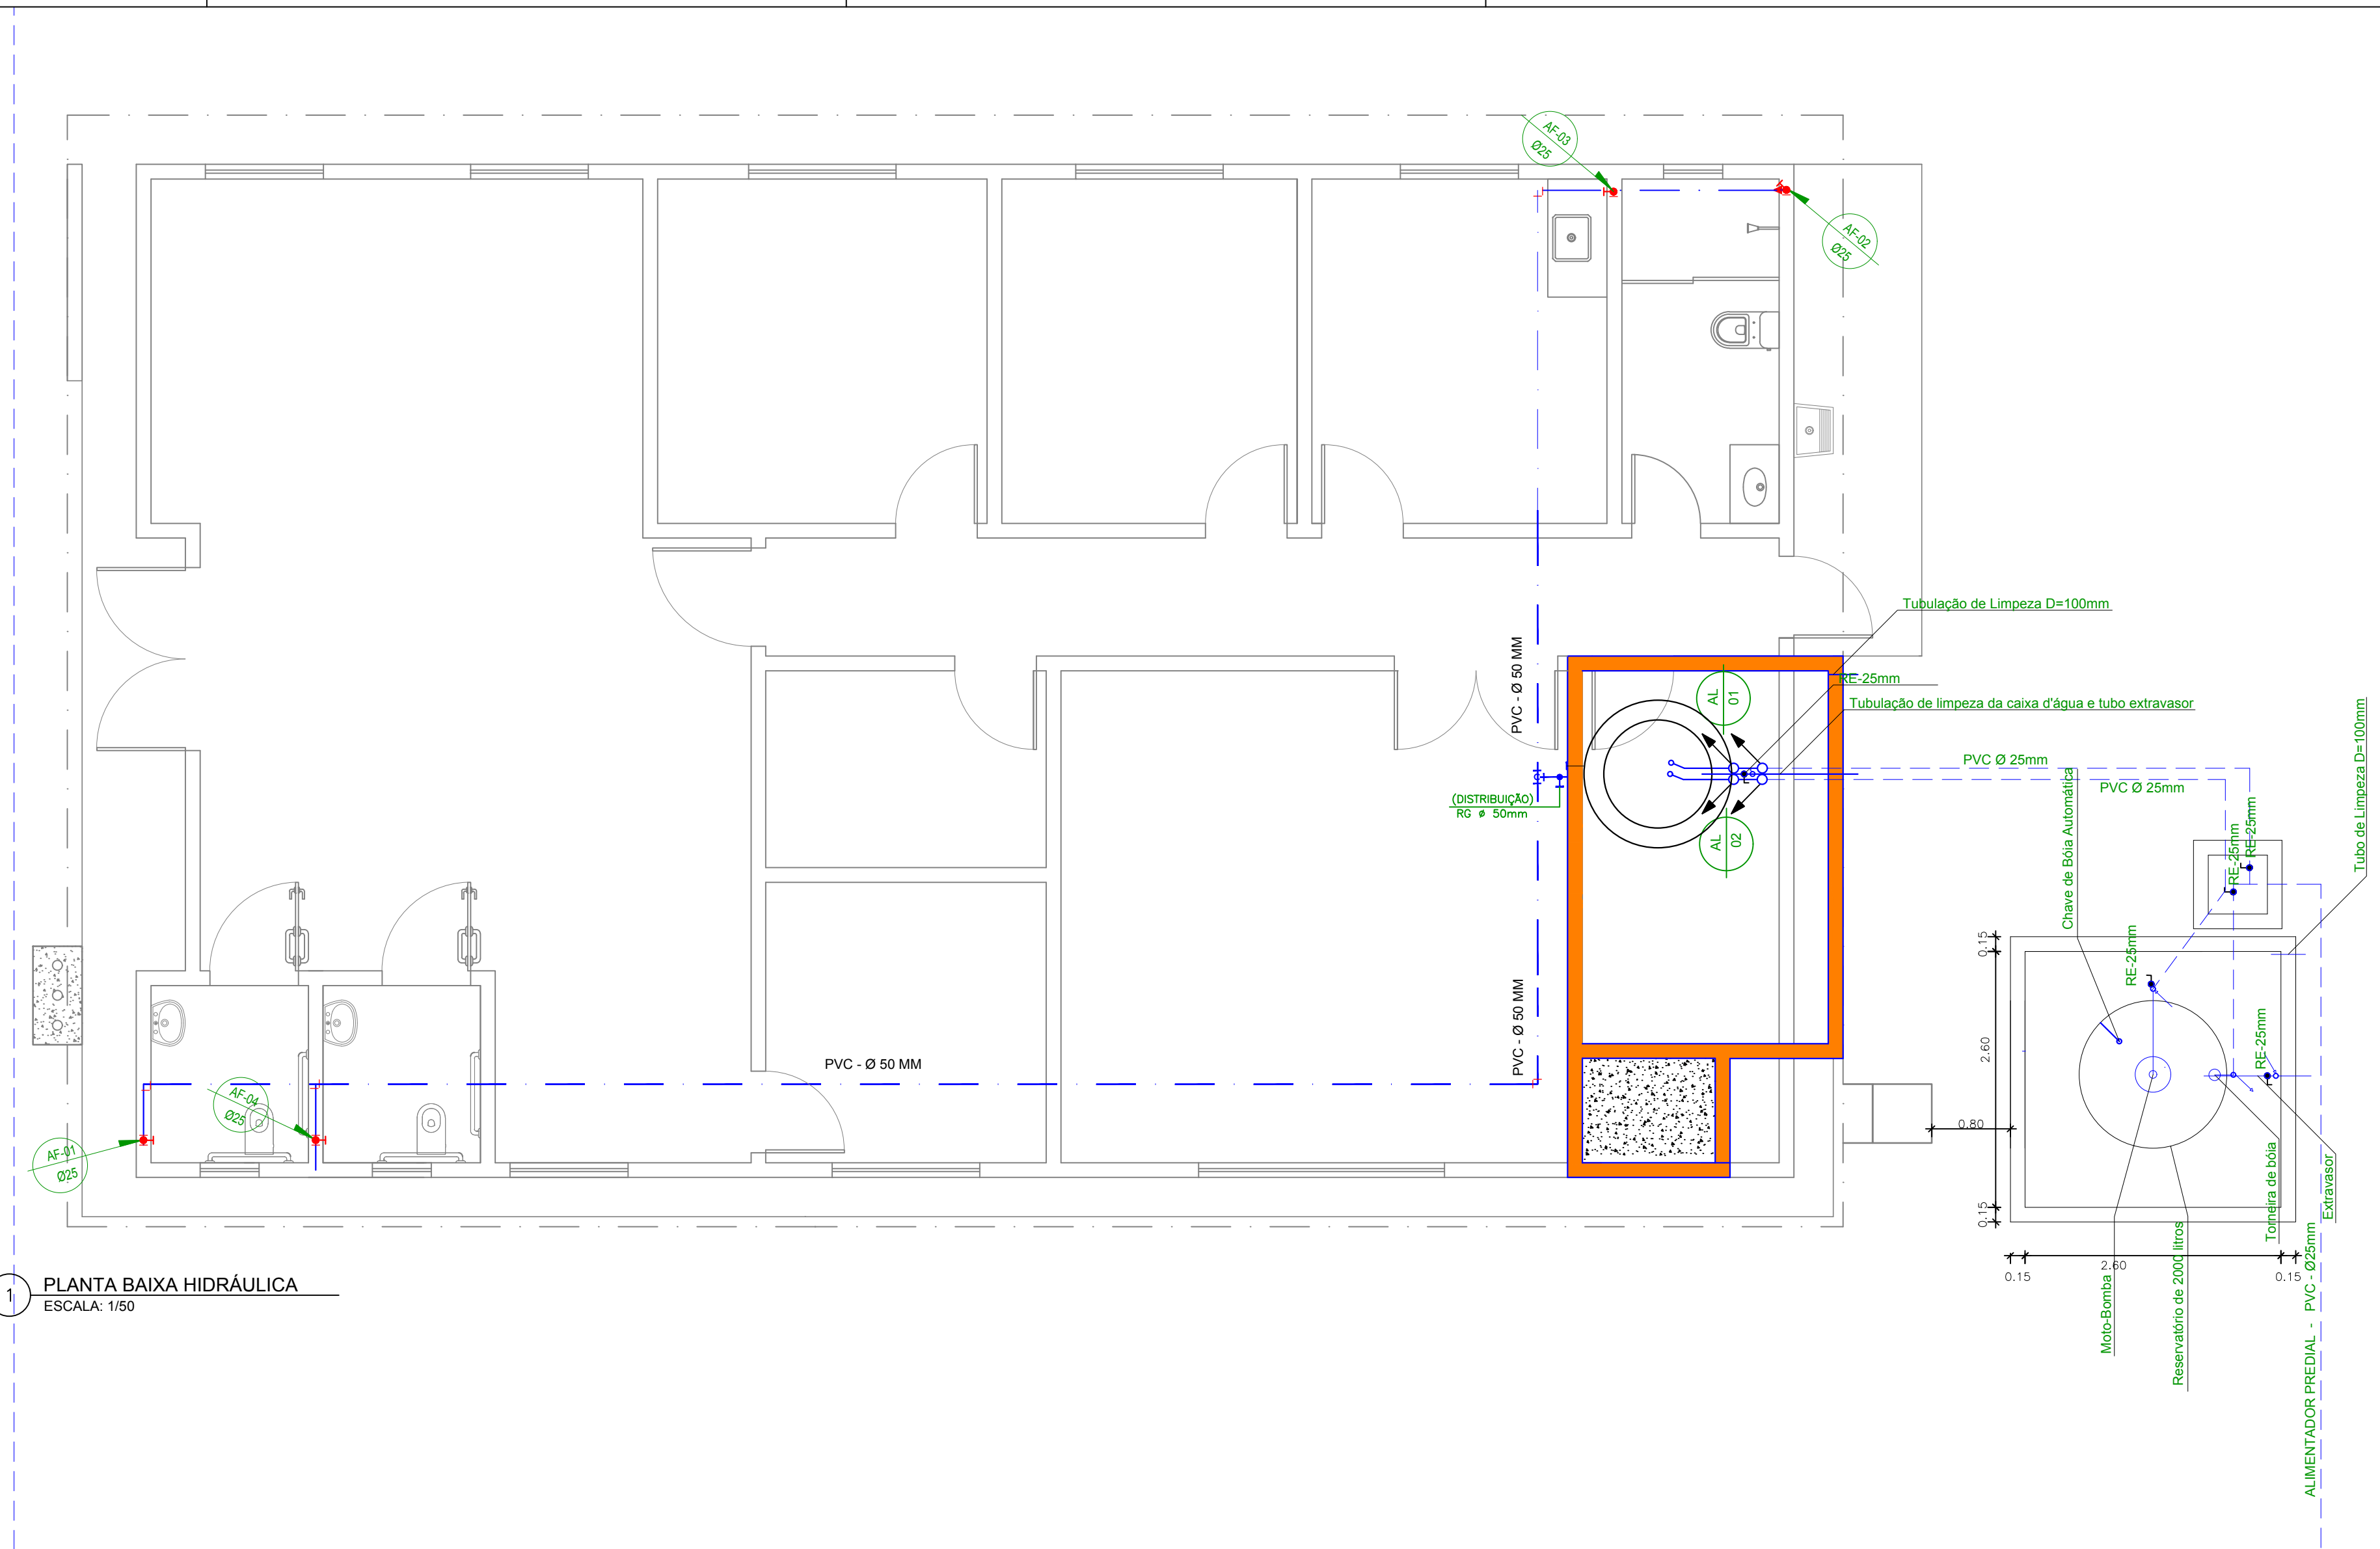 AF-03
Ø25
AF-02
Ø25
Tubulação de Limpeza D=100mm
RE-25mm
Tubulação de limpeza da caixa d'água e tubo extravasor
PVC - Ø 50 MM
AL
01
AL
02
(DISTRIBUIÇÃO)
RG ø 50mm
PVC Ø 25mm
PVC Ø 25mm
Chave de Bóia Automática
RE-25mm
RE-25mm
Tubo de Limpeza D=100mm
RE-25mm
RE-25mm
0.15
2.60
0.15
0.80
PVC - Ø 50 MM
PVC - Ø 50 MM
AF-04
Ø25
AF-01
Ø25
0.15
2.60
0.15
Moto-Bomba
Reservatório de 2000 litros
Torneira de bóia
Extravasor
ALIMENTADOR PREDIAL - PVC - Ø25mm
1
PLANTA BAIXA HIDRÁULICA
ESCALA: 1/50